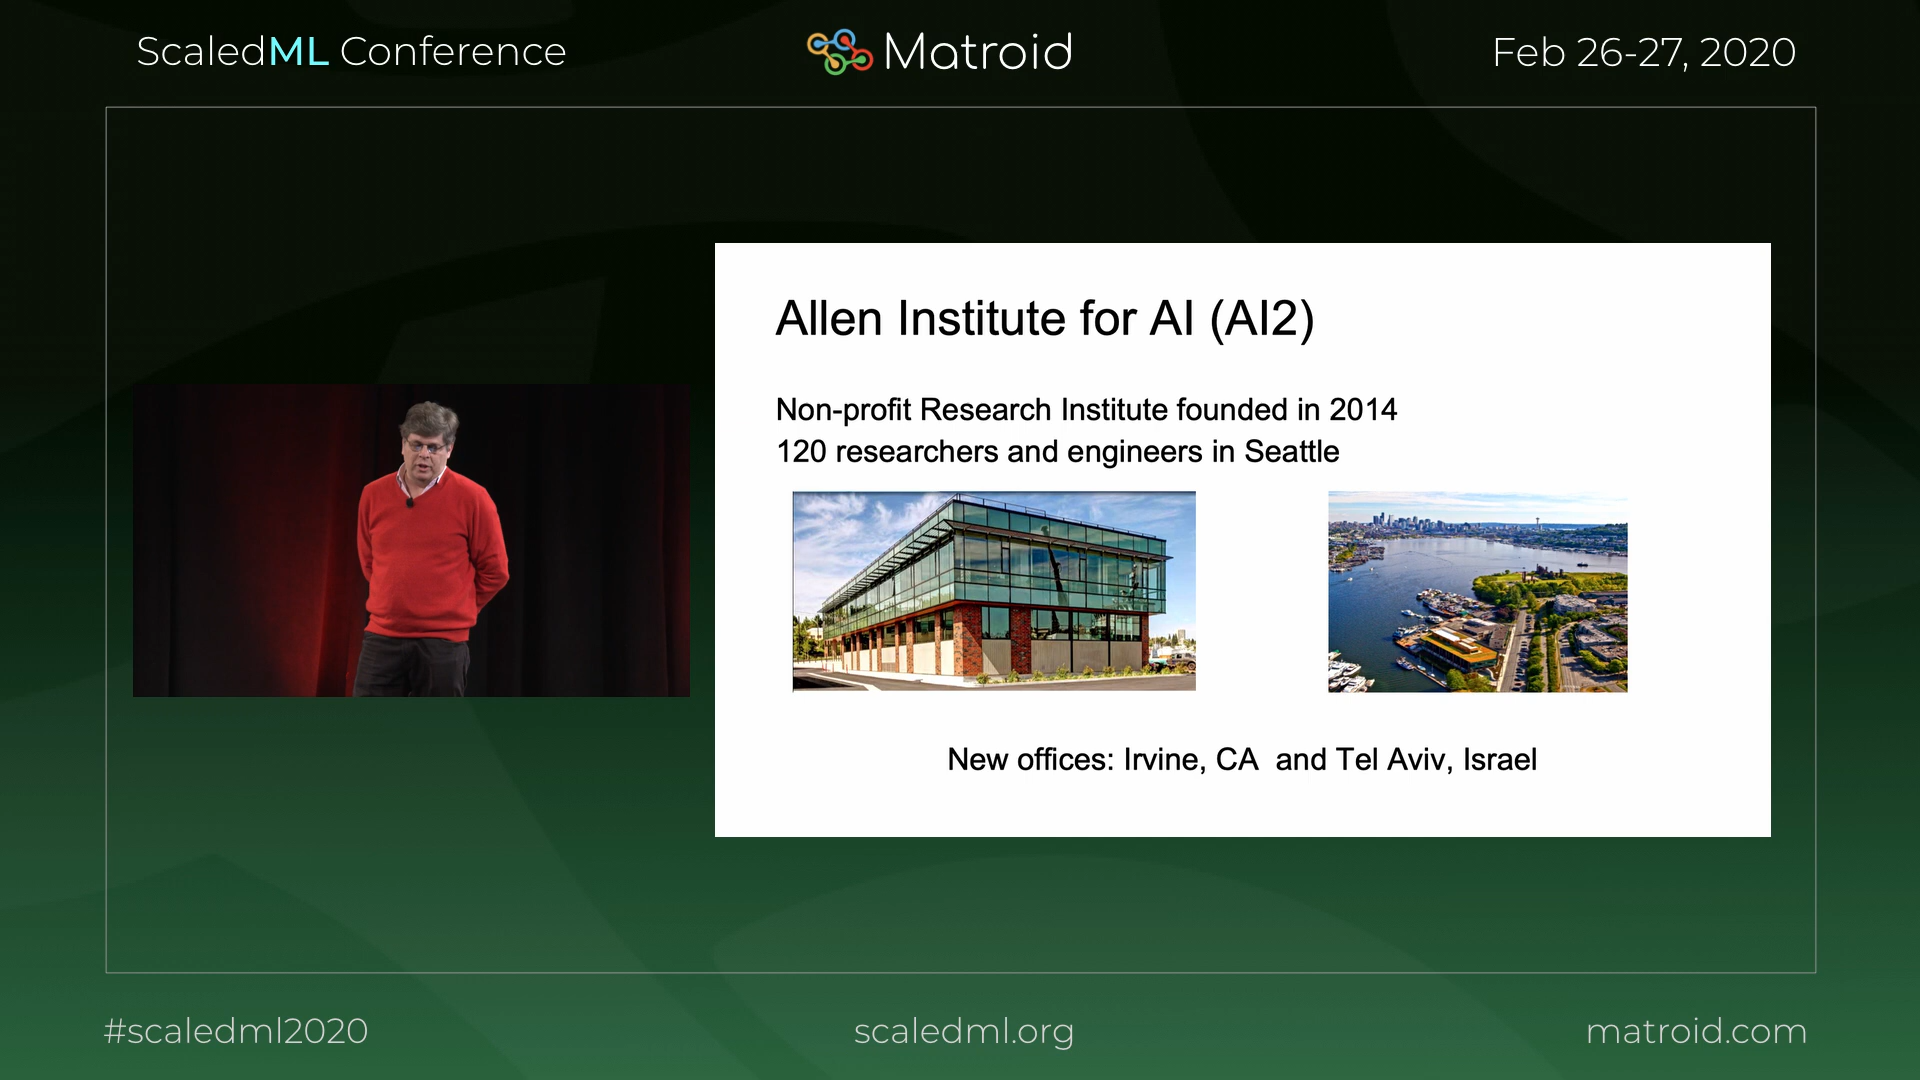 ScaledML Conference
Matroid
Feb 26-27, 2020
Allen Institute for AI (AI2)
Non-profit Research Institute founded in 2014
120 researchers and engineers in Seattle
New offices: Irvine, CA and Tel Aviv, Israel
#scaledml2020
scaledml.org
matroid.com